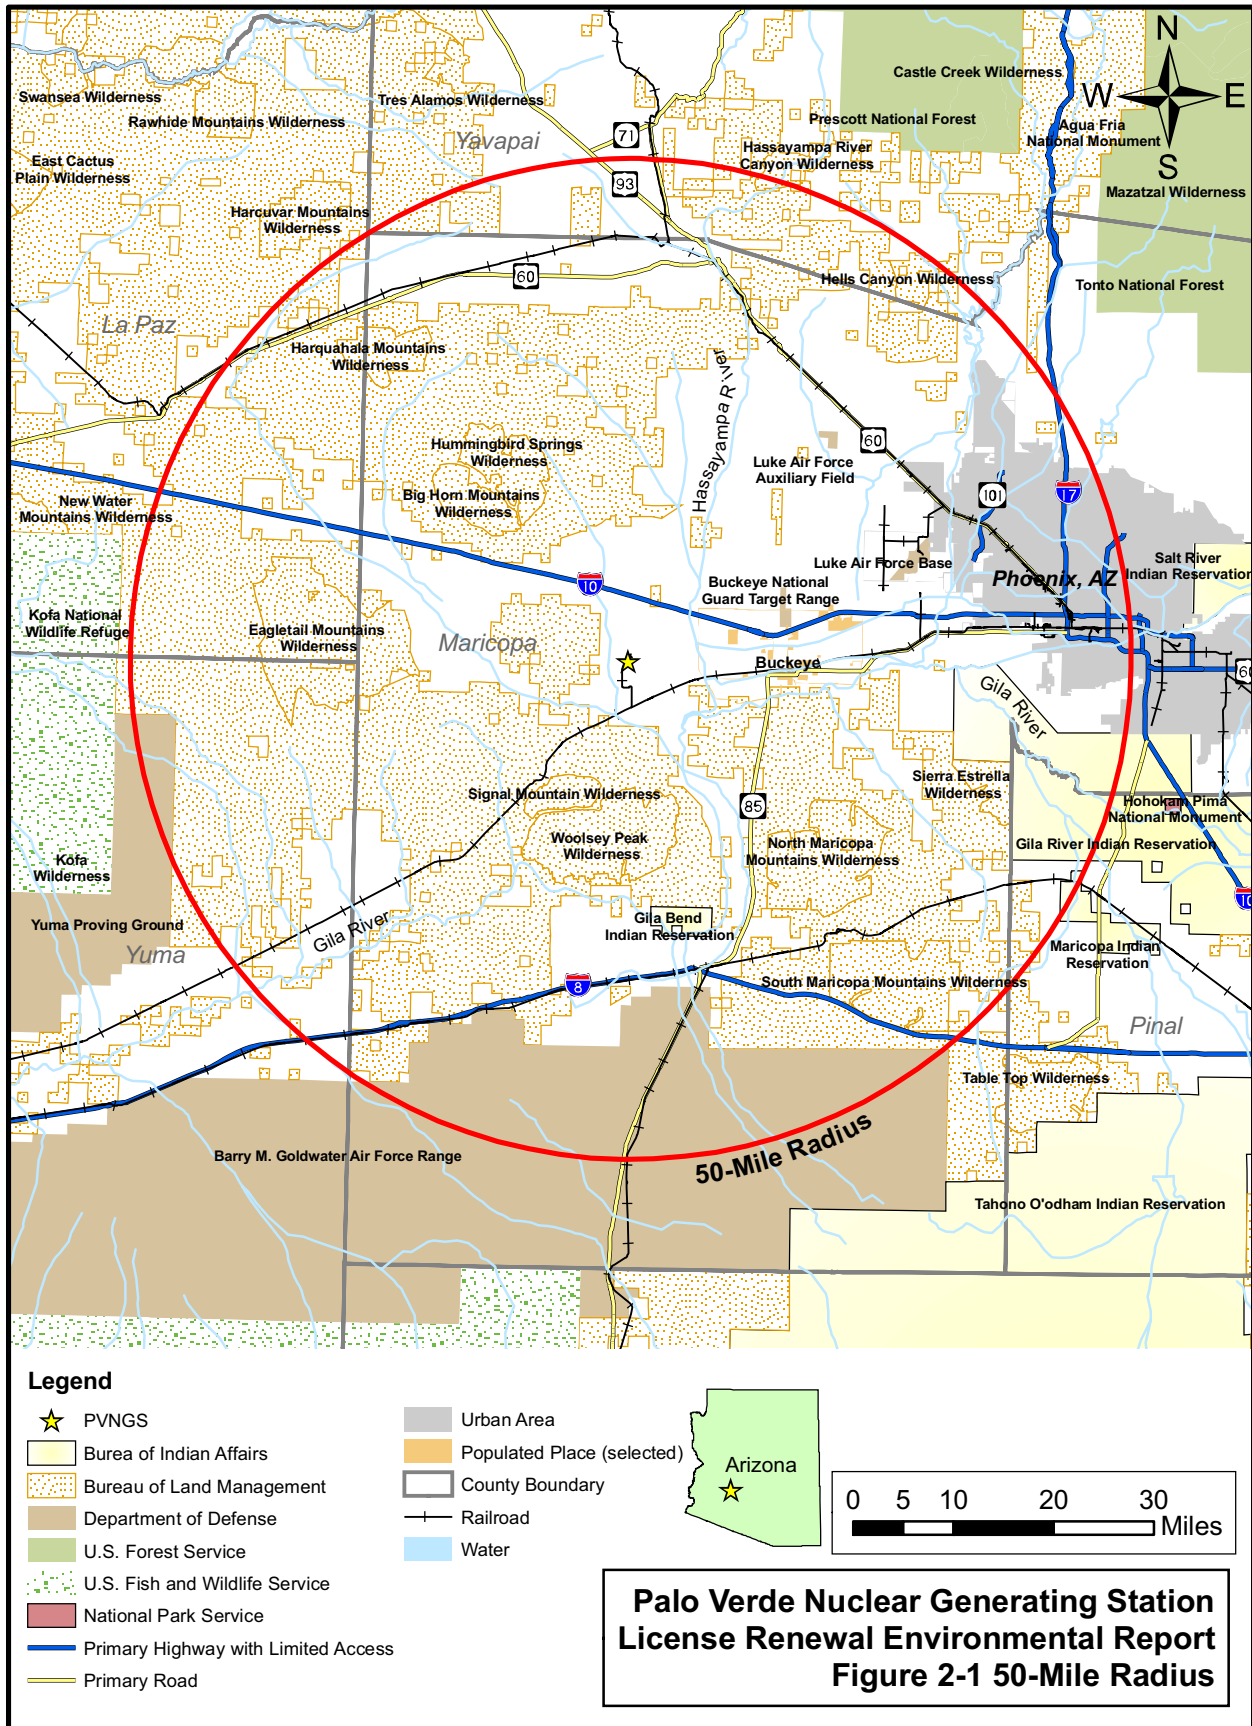 N
Castle Creek Wilderness
W
E
Swansea Wilderness
Tres Alamos Wilderness
Rawhide Mountains Wilderness
Prescott National Forest
Agua Fria
National Monument
S
Yavapai
71
Hassayampa River
Canyon Wilderness
East Cactus
Plain Wilderness
93
Mazatzal Wilderness
Harcuvar Mountains
Wilderness
60
Hells Canyon Wilderness
Tonto National Forest
La Paz
Harquahala Mountains
Wilderness
Hassayampa River
60
Hummingbird Springs
Wilderness
Luke Air Force
Auxiliary Field
Big Horn Mountains
Wilderness
101
17
New Water
Mountains Wilderness
Luke Air Force Base
Salt River
Indian Reservation
Phoenix, AZ
10
Buckeye National
Guard Target Range
Kofa National
Wildlife Refuge
Eagletail Mountains
Wilderness
Maricopa
Buckeye
60
Gila River
Signal Mountain Wilderness
85
Sierra Estrella
Wilderness
Hohokam Pima
National Monument
Woolsey Peak
Wilderness
North Maricopa
Mountains Wilderness
Gila River Indian Reservation
Kofa
Wilderness
10
Yuma Proving Ground
Gila River
Gila Bend
Indian Reservation
Yuma
Maricopa Indian
Reservation
8
South Maricopa Mountains Wilderness
Pinal
Table Top Wilderness
50-Mile Radius
Barry M. Goldwater Air Force Range
Tahono O'odham Indian Reservation
Legend
PVNGS
Burea of Indian Affairs
Bureau of Land Management
Department of Defense
U.S. Forest Service
U.S. Fish and Wildlife Service
National Park Service
Primary Highway with Limited Access
Primary Road
Urban Area
Populated Place (selected)
County Boundary
Railroad
Water
Arizona
0 5 10 20 30
Miles
Palo Verde Nuclear Generating Station
License Renewal Environmental Report
Figure 2-1 50-Mile Radius